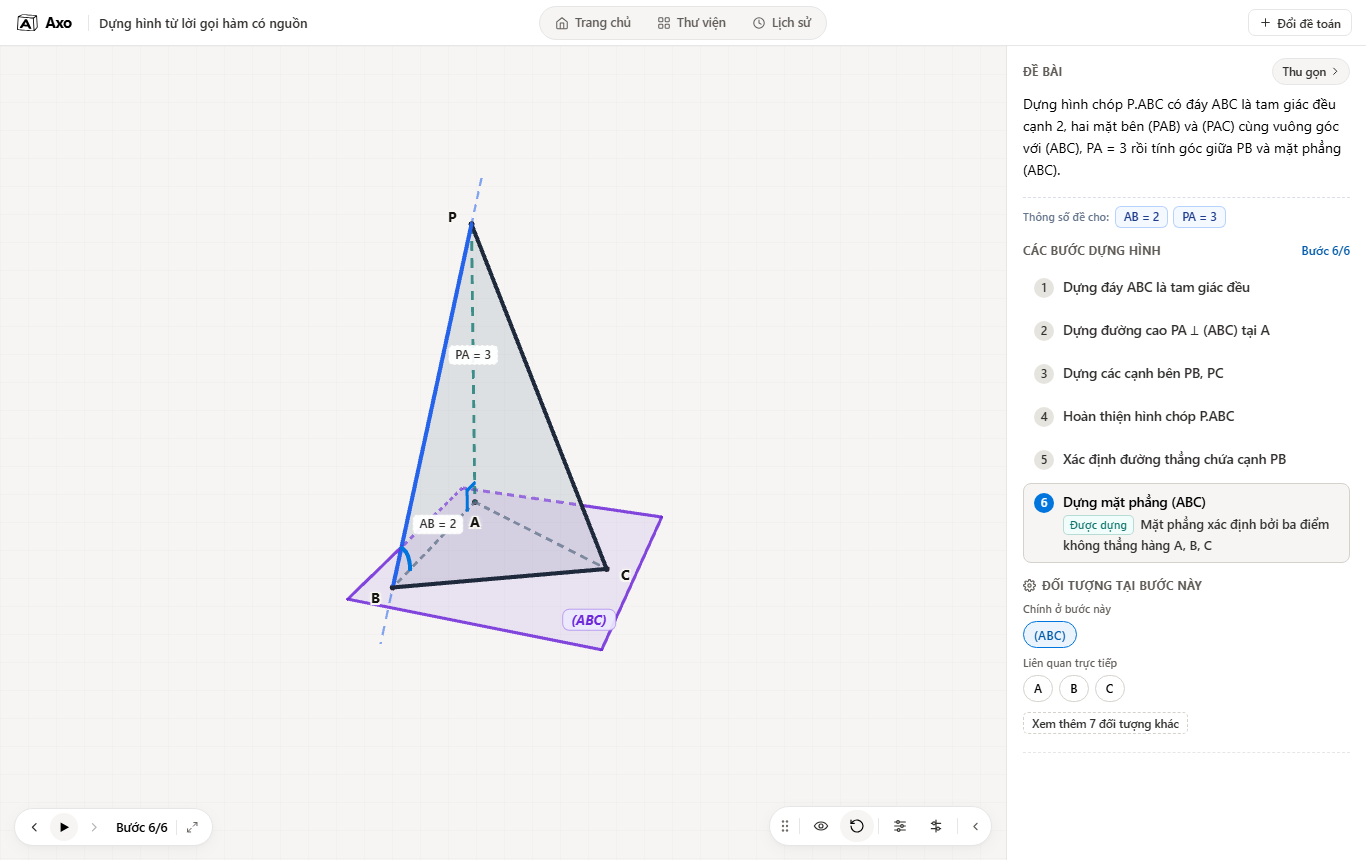 Axo
Dựng hình từ lời gọi hàm có nguồn
Trang chủ
Thư viện
Lịch sử
Đổi đề toán
ĐỀ BÀI
Thu gọn
Dựng hình chóp P.ABC có đáy ABC là tam giác đều
cạnh 2, hai mặt bên (PAB) và (PAC) cùng vuông góc
với (ABC), PA = 3 rồi tính góc giữa PB và mặt phẳng
(ABC).
Thông số đề cho: AB = 2 PA = 3
CÁC BƯỚC DỰNG HÌNH
Bước 6/6
1 Dựng đáy ABC là tam giác đều
2 Dựng đường cao PA ⊥ (ABC) tại A
3 Dựng các cạnh bên PB, PC
4 Hoàn thiện hình chóp P.ABC
5 Xác định đường thẳng chứa cạnh PB
6 Dựng mặt phẳng (ABC)
Được dựng Mặt phẳng xác định bởi ba điểm
không thẳng hàng A, B, C
ĐỐI TƯỢNG TẠI BƯỚC NÀY
Chính ở bước này
(ABC)
Liên quan trực tiếp
A B C
Xem thêm 7 đối tượng khác
P
PA = 3
AB = 2
A
C
B
(ABC)
Bước 6/6